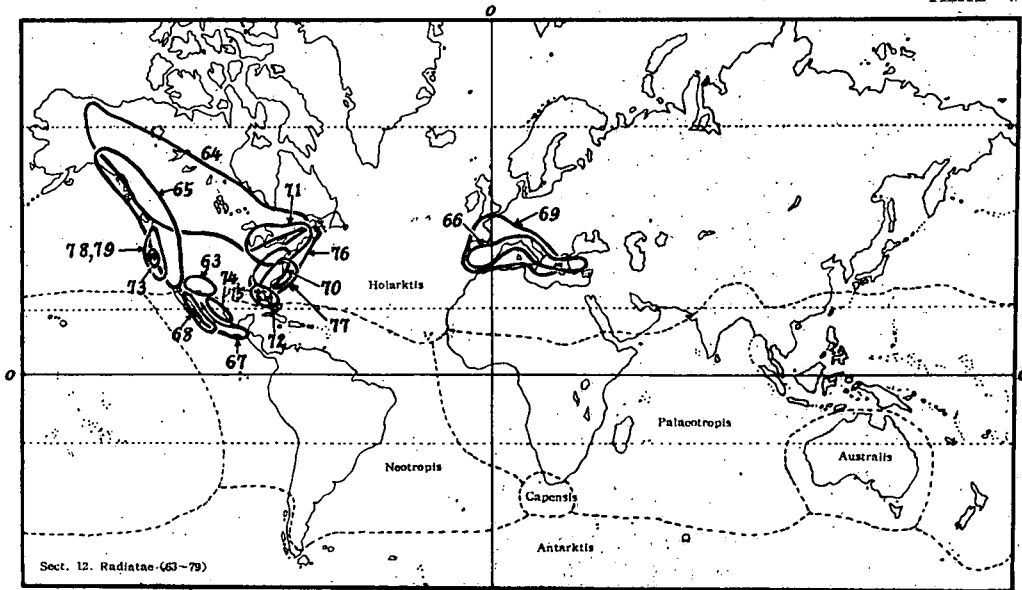 0
64
71
65
66
69
78,79
76
63
74
73
75
70
Holarktis
77
72
68
67
0
Palaeotropis
Neotropis
Australis
Capensis
Antarktis
Sect. 12. Radiatae (63~79)